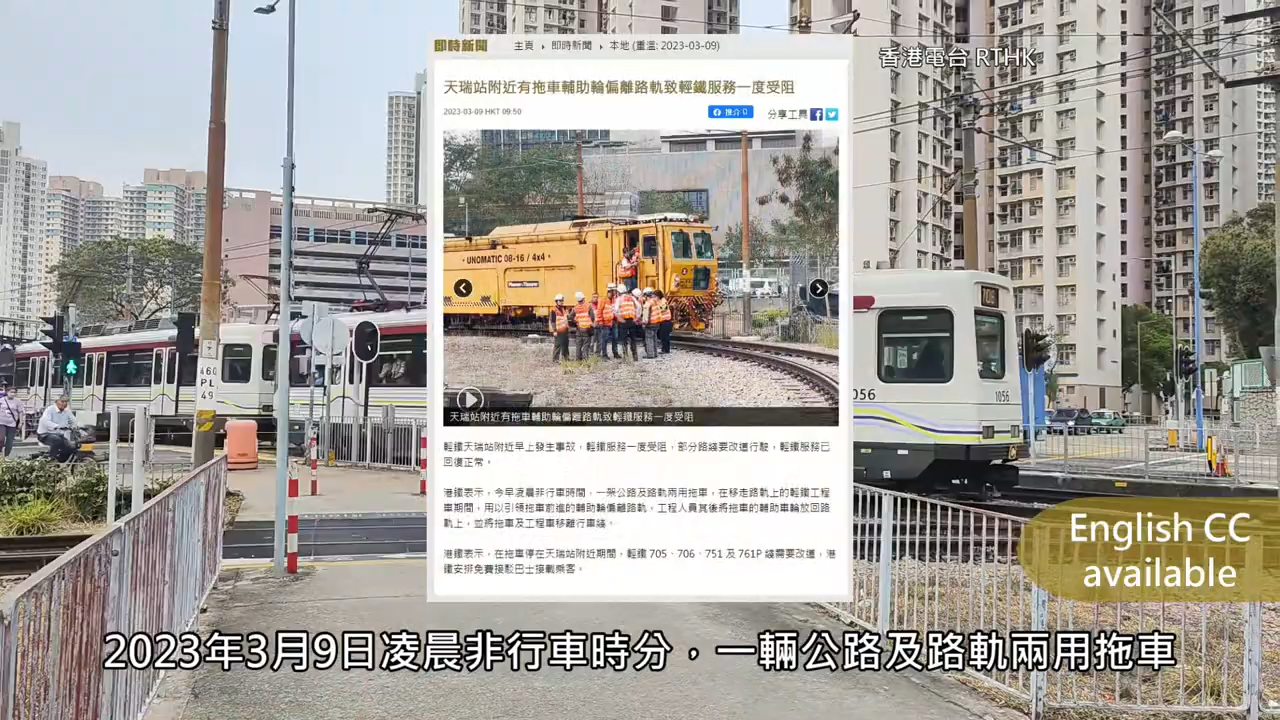 即時新聞
主頁 › 即時新聞 › 本地 (重溫: 2023-03-09)
香港電台 RTHK
天瑞站附近有拖車輔助輪偏離路軌致輕鐵服務一度受阻
2023-03-09 HKT 09:50
推介 0
分享工具
UNOMATIC 08-16 / 4x4
Plasser & Theurer
天瑞站附近有拖車輔助輪偏離路軌致輕鐵服務一度受阻
輕鐵天瑞站附近早上發生事故，輕鐵服務一度受阻，部分路綫要改道行駛，輕鐵服務已
回復正常。
港鐵表示，今早凌晨非行車時間，一架公路及路軌兩用拖車，在移走路軌上的輕鐵工程
車期間，用以引領拖車前進的輔助輪偏離路軌，工程人員其後將拖車的輔助車輪放回路
軌上，並將拖車及工程車移離行車綫。
港鐵表示，在拖車停在天瑞站附近期間，輕鐵 705、706、751 及 761P 綫需要改道，港
鐵安排免費接駁巴士接載乘客。
460
PL
49
706
056
1056
English CC
available
2023年3月9日凌晨非行車時分，一輛公路及路軌兩用拖車